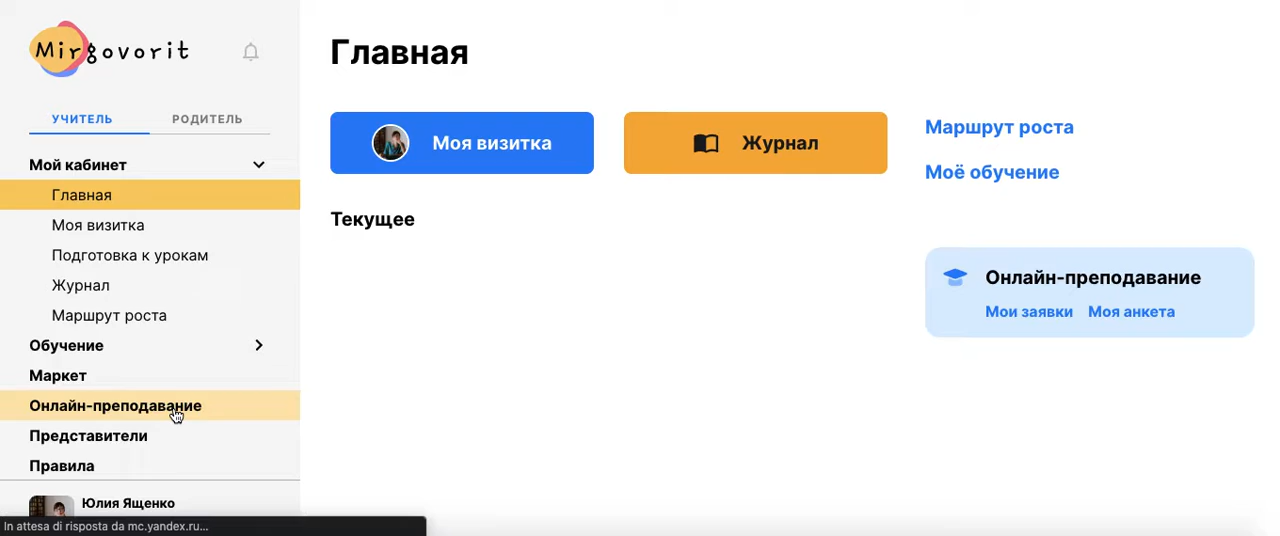 Mirgovorit
УЧИТЕЛЬ
РОДИТЕЛЬ
Мой кабинет
Главная
Моя визитка
Подготовка к урокам
Журнал
Маршрут роста
Обучение
Маркет
Онлайн-преподавание
Представители
Правила
Юлия Ященко
In attesa di risposta da mc.yandex.ru...
Главная
Моя визитка
Журнал
Текущее
Маршрут роста
Моё обучение
Онлайн-преподавание
Мои заявки Моя анкета